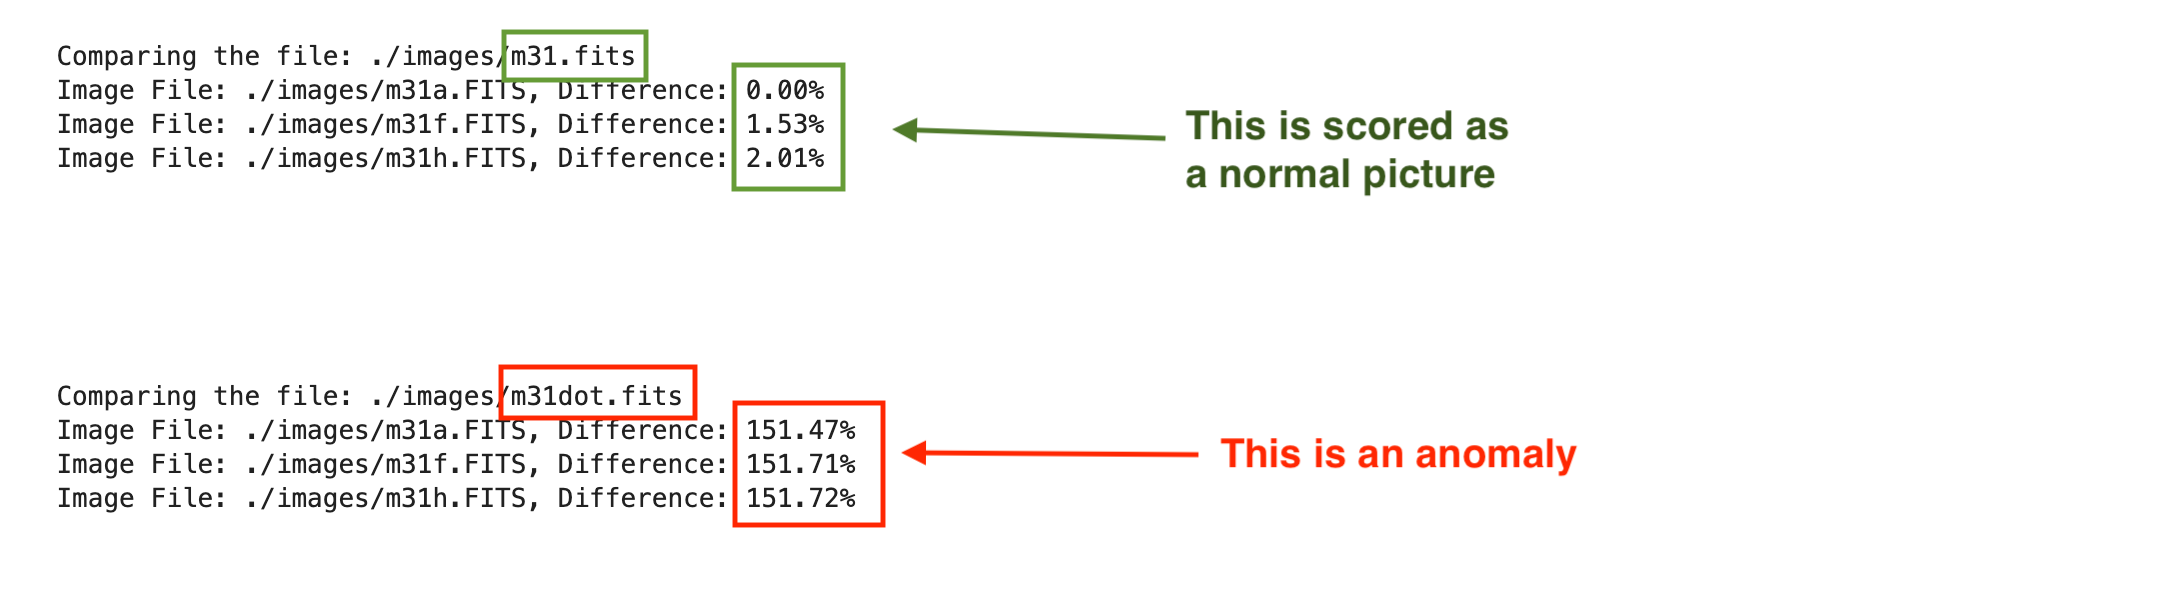 Comparing the file: ./images/m31.fits
Image File: ./images/m31a.FITS, Difference: 0.00%
Image File: ./images/m31f.FITS, Difference: 1.53%
Image File: ./images/m31h.FITS, Difference: 2.01%
This is scored as
a normal picture
Comparing the file: ./images/m31dot.fits
Image File: ./images/m31a.FITS, Difference: 151.47%
Image File: ./images/m31f.FITS, Difference: 151.71%
Image File: ./images/m31h.FITS, Difference: 151.72%
This is an anomaly